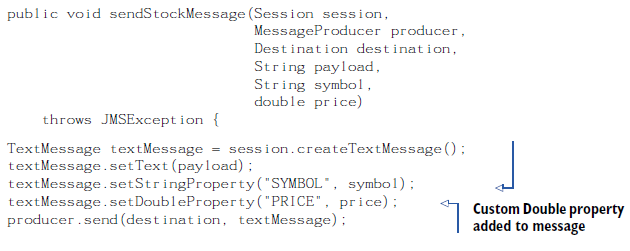 public void sendStockMessage(Session session,
MessageProducer producer,
Destination destination,
String payload,
String symbol,
double price)
throws JMSException {
TextMessage textMessage = session.createTextMessage();
textMessage.setText(payload);
textMessage.setStringProperty("SYMBOL", symbol);
textMessage.setDoubleProperty("PRICE", price);
producer.send(destination, textMessage);
Custom Double property
added to message